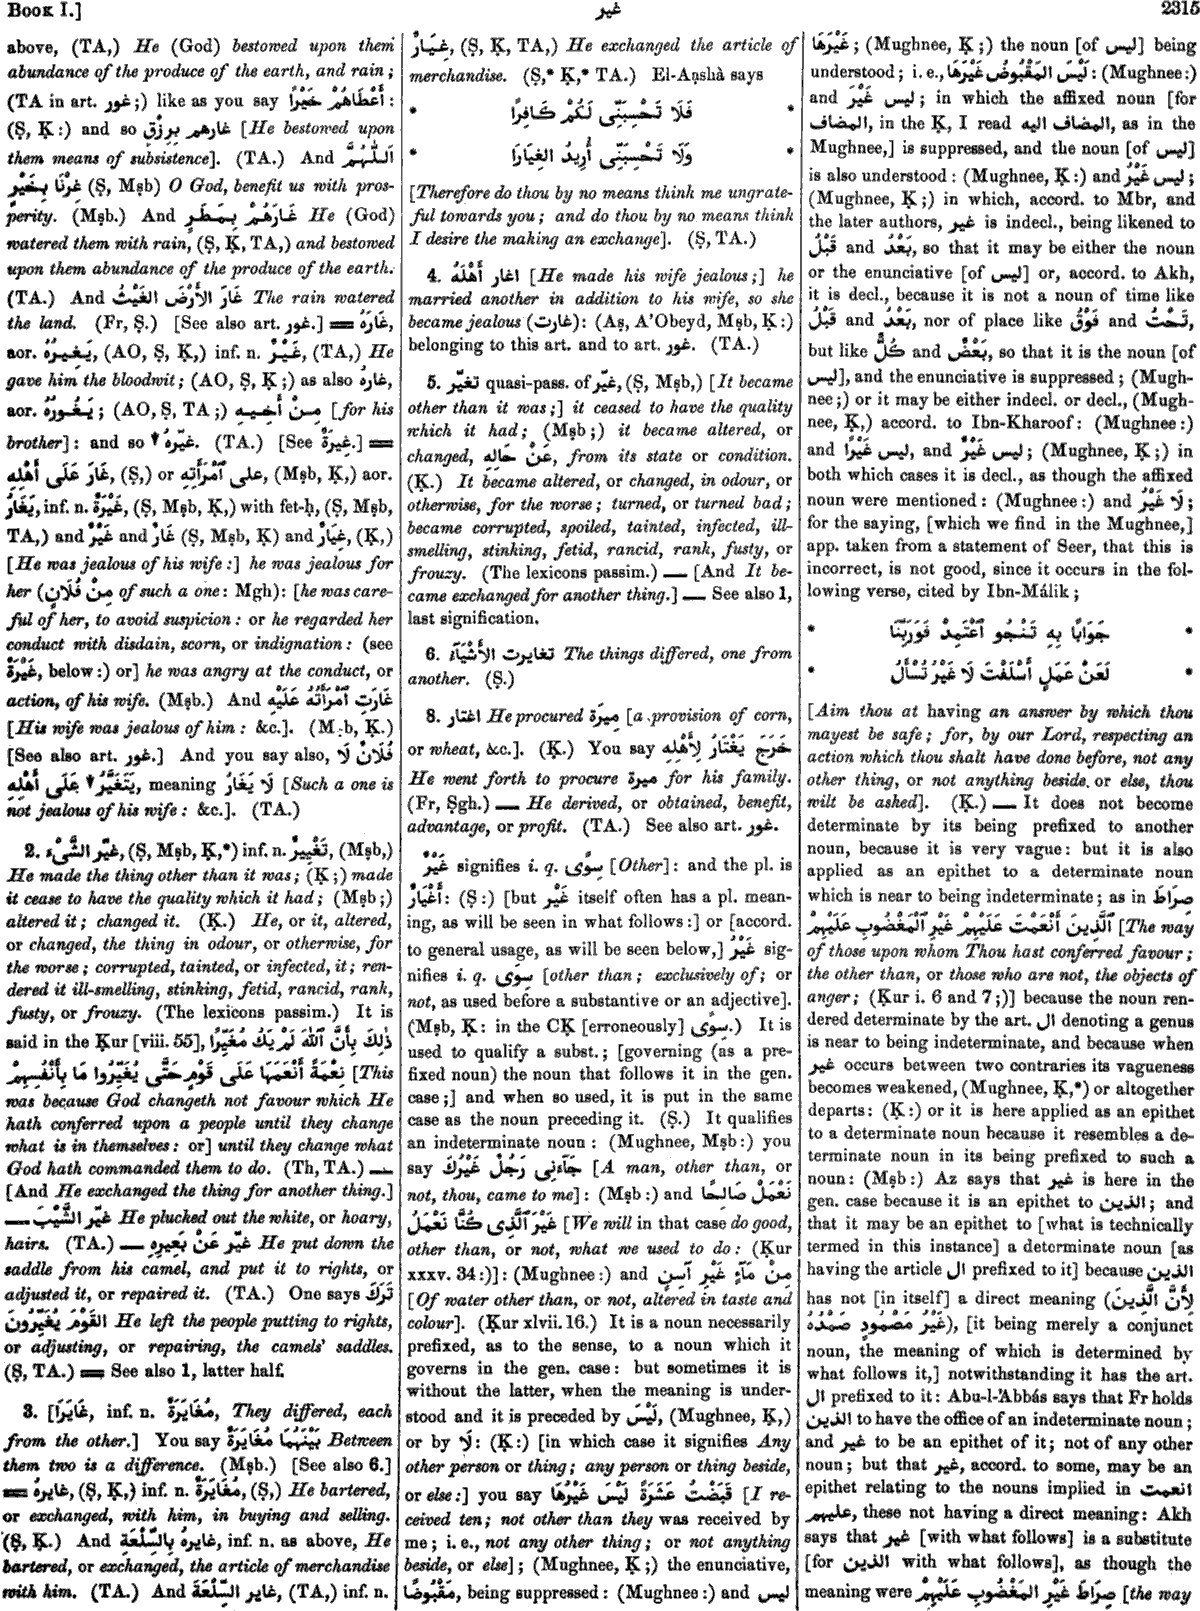 BOOK I.]
غير
2315
above, (TA,) He (God) bestowed upon them
abundance of the produce of the earth, and rain;
(TA in art. غور;) like as you say أَعْطَاهُمْ خَيْرًا:
(Ṣ, Ḳ:) and so غارهم بِرِزْقٍ [He bestowed upon
them means of subsistence]. (TA.) And اَللّٰهُمَّ
غِرْنَا بِخَيْرٍ (Ṣ, Mṣb) O God, benefit us with pros-
perity. (Mṣb.) And غَارَهُمْ بِمَطَرٍ He (God)
watered them with rain, (Ṣ, Ḳ, TA,) and bestowed
upon them abundance of the produce of the earth.
(TA.) And غَارَ الأَرْضَ الغَيْثُ The rain watered
the land. (Fr, Ṣ.) [See also art. غور.] ═ غَارَهُ,
aor. يَغِيرُهُ, (AO, Ṣ, Ḳ,) inf. n. غَيْرٌ, (TA,) He
gave him the bloodwit; (AO, Ṣ, Ḳ;) as also غارهُ,
aor. يَغُورُهُ; (AO, Ṣ, TA;) مِنْ أَخِيهِ [for his
brother]: and so ▼ غيّرهُ. (TA.) [See غِيرَةٌ.] ═
غَارَ عَلَى أَهْلِهِ, (Ṣ,) or على ٱمْرَأَتِهِ, (Mṣb, Ḳ,) aor.
يَغَارُ, inf. n. غَيْرَةٌ, (Ṣ, Mṣb, Ḳ,) with fet-ḥ, (Ṣ, Mṣb,
TA,) and غَيْرٌ and غَارٌ (Ṣ, Mṣb, Ḳ) and غِيَارٌ, (Ḳ,)
[He was jealous of his wife:] he was jealous for
her (مِنْ فُلَانٍ of such a one: Mgh): [he was care-
ful of her, to avoid suspicion: or he regarded her
conduct with disdain, scorn, or indignation: (see
غَيْرَةٌ, below:) or] he was angry at the conduct, or
action, of his wife. (Mṣb.) And غَارَتِ ٱمْرَأَتُهُ عَلَيْهِ
[His wife was jealous of him: &c.]. (Mṣb, Ḳ.)
[See also art. غور.] And you say also, فُلَانٌ لَا
يَتَغَيَّرُ ▼ عَلَى أَهْلِهِ, meaning لَا يَغَارُ [Such a one is
not jealous of his wife: &c.]. (TA.)
2. غيّر الشَّىْءَ, (Ṣ, Mṣb, Ḳ,*) inf. n. تَغْيِيرٌ, (Mṣb,)
He made the thing other than it was; (Ḳ;) made
it cease to have the quality which it had; (Mṣb;)
altered it; changed it. (Ḳ.) He, or it, altered,
or changed, the thing in odour, or otherwise, for
the worse; corrupted, tainted, or infected, it; ren-
dered it ill-smelling, stinking, fetid, rancid, rank,
fusty, or frouzy. (The lexicons passim.) It is
said in the Ḳur [viii. 55], ذٰلِكَ بِأَنَّ ٱللّٰهَ لَمْ يَكُ مُغَيِّرًا
نِعْمَةً أَنْعَمَهَا عَلَى قَوْمٍ حَتَّى يُغَيِّرُوا مَا بِأَنْفُسِهِمْ [This
was because God changeth not favour which He
hath conferred upon a people until they change
what is in themselves: or] until they change what
God hath commanded them to do. (Th, TA.) —
[And He exchanged the thing for another thing.]
— غيّر الشَّيْبَ He plucked out the white, or hoary,
hairs. (TA.) — غيّر عَنْ بَعِيرِهِ He put down the
saddle from his camel, and put it to rights, or
adjusted it, or repaired it. (TA.) One says تَرَكَ
القَوْمَ يُغَيِّرُونَ He left the people putting to rights,
or adjusting, or repairing, the camels' saddles.
(Ṣ, TA.) ═ See also 1, latter half.
3. [غَايَرَا, inf. n. مُغَايَرَةٌ, They differed, each
from the other.] You say بَيْنَهُمَا مُغَايَرَةٌ Between
them two is a difference. (Mṣb.) [See also 6.]
═ غايرهُ, (Ṣ, Ḳ,) inf. n. مُغَايَرَةٌ, (Ṣ,) He bartered,
or exchanged, with him, in buying and selling.
(Ṣ, Ḳ.) And غايرهُ بِالسِّلْعَةِ, inf. n. as above, He
bartered, or exchanged, the article of merchandise
with him. (TA.) And غاير السِّلْعَةَ, (TA,) inf. n.
غِيَارٌ, (Ṣ, Ḳ, TA,) He exchanged the article of
merchandise. (Ṣ,* Ḳ,* TA.) El-Aạshà says
* فَلَا تَحْسِبَنِّى لَكُمْ كَافِرًا *
* وَلَا تَحْسِبَنِّى أُرِيدُ الغِيَارَا *
[Therefore do thou by no means think me ungrate-
ful towards you; and do thou by no means think
I desire the making an exchange]. (Ṣ, TA.)
4. اغار أَهْلَهُ [He made his wife jealous;] he
married another in addition to his wife, so she
became jealous (غارت): (Aṣ, A'Obeyd, Mṣb, Ḳ:)
belonging to this art. and to art. غور. (TA.)
5. تغيّر quasi-pass. of غيّر, (Ṣ, Mṣb,) [It became
other than it was;] it ceased to have the quality
which it had; (Mṣb;) it became altered, or
changed, عَنْ حَالِهِ, from its state or condition.
(Ḳ.) It became altered, or changed, in odour, or
otherwise, for the worse; turned, or turned bad;
became corrupted, spoiled, tainted, infected, ill-
smelling, stinking, fetid, rancid, rank, fusty, or
frouzy. (The lexicons passim.) — [And It be-
came exchanged for another thing.] — See also 1,
last signification.
6. تغايرت الأَشْيَآءُ The things differed, one from
another. (Ṣ.)
8. اغتار He procured مِيرَة [a provision of corn,
or wheat, &c.]. (Ḳ.) You say خَرَجَ يَغْتَارُ لِأَهْلِهِ
He went forth to procure ميرة for his family.
(Fr, Ṣgh.) — He derived, or obtained, benefit,
advantage, or profit. (TA.) See also art. غور.
غَيْرٌ signifies i. q. سِوًى [Other]: and the pl. is
أَغْيَارٌ: (Ṣ:) [but غَيْر itself often has a pl. mean-
ing, as will be seen in what follows:] or [accord.
to general usage, as will be seen below,] غَيْرُ sig-
nifies i. q. سِوَى [other than; exclusively of; or
not, as used before a substantive or an adjective].
(Mṣb, Ḳ: in the CḲ [erroneously] سِوًى.) It is
used to qualify a subst.; [governing (as a pre-
fixed noun) the noun that follows it in the gen.
case;] and when so used, it is put in the same
case as the noun preceding it. (Ṣ.) It qualifies
an indeterminate noun: (Mughnee, Mṣb:) you
say جَآءَنِى رَجُلٌ غَيْرُكَ [A man, other than, or
not, thou, came to me]: (Mṣb:) and نَعْمَلْ صَالِحًا
غَيْرَ ٱلَّذِى كُنَّا نَعْمَلُ [We will in that case do good,
other than, or not, what we used to do: (Ḳur
xxxv. 34:)]: (Mughnee:) and مِنْ مَآءٍ غَيْرِ آسِنٍ
[Of water other than, or not, altered in taste and
colour]. (Ḳur xlvii. 16.) It is a noun necessarily
prefixed, as to the sense, to a noun which it
governs in the gen. case: but sometimes it is
without the latter, when the meaning is under-
stood and it is preceded by لَيْسَ, (Mughnee, Ḳ,)
or by لَا: (Ḳ:) [in which case it signifies Any
other person or thing; any person or thing beside,
or else:] you say قَبَضْتُ عَشَرَةً لَيْسَ غَيْرُهَا [I re-
ceived ten; not other than they was received by
me; i. e., not any other thing; or not anything
beside, or else]; (Mughnee, Ḳ;) the enunciative,
مَقْبُوضًا, being suppressed: (Mughnee:) and ليس
غَيْرَهَا; (Mughnee, Ḳ;) the noun [of ليس] being
understood; i. e., لَيْسَ المَقْبُوضُ غَيْرَهَا: (Mughnee:)
and ليس غَيْرَ; in which the affixed noun [for
المضاف, in the Ḳ, I read المضاف اليه, as in the
Mughnee,] is suppressed, and the noun [of ليس]
is also understood: (Mughnee, Ḳ:) and ليس غَيْرُ;
(Mughnee, Ḳ;) in which, accord. to Mbr, and
the later authors, غير is indecl., being likened to
قَبْلُ and بَعْدُ, so that it may be either the noun
or the enunciative [of ليس] or, accord. to Akh,
it is decl., because it is not a noun of time like
قَبْلُ and بَعْدُ, nor of place like فَوْقُ and تَحْتُ
but like كُلٌّ and بَعْضٌ, so that it is the noun [of
ليس], and the enunciative is suppressed; (Mugh-
nee;) or it may be either indecl. or decl., (Mugh-
nee, Ḳ,) accord. to Ibn-Kharoof: (Mughnee:)
and ليس غَيْرًا, and ليس غَيْرٌ; (Mughnee, Ḳ;) in
both which cases it is decl., as though the affixed
noun were mentioned: (Mughnee:) and لَا غَيْرُ;
for the saying, [which we find in the Mughnee,]
app. taken from a statement of Seer, that this is
incorrect, is not good, since it occurs in the fol-
lowing verse, cited by Ibn-Málik;
* جَوَابًا بِهِ تَنْجُو ٱعْتَمِدْ فَوَرَبِّنَا *
* لَعَنْ عَمَلٍ أَسْلَفْتَ لَا غَيْرُ تُسْأَلُ *
[Aim thou at having an answer by which thou
mayest be safe; for, by our Lord, respecting an
action which thou shalt have done before, not any
other thing, or not anything beside or else, thou
wilt be asked]. (Ḳ.) — It does not become
determinate by its being prefixed to another
noun, because it is very vague: but it is also
applied as an epithet to a determinate noun
which is near to being indeterminate; as in صِرَاطَ
ٱلَّذِينَ أَنْعَمْتَ عَلَيْهِمْ غَيْرِ ٱلْمَغْضُوبِ عَلَيْهِمْ [The way
of those upon whom Thou hast conferred favour;
the other than, or those who are not, the objects of
anger; (Ḳur i. 6 and 7;)] because the noun ren-
dered determinate by the art. ال denoting a genus
is near to being indeterminate, and because when
غير occurs between two contraries its vagueness
becomes weakened, (Mughnee, Ḳ,*) or altogether
departs: (Ḳ:) or it is here applied as an epithet
to a determinate noun because it resembles a de-
terminate noun in its being prefixed to such a
noun: (Mṣb:) Az says that غير is here in the
gen. case because it is an epithet to الذين; and
that it may be an epithet to [what is technically
termed in this instance] a determinate noun [as
having the article ال prefixed to it] because الذين
has not [in itself] a direct meaning (لِأَنَّ الَّذِينَ
غَيْرُ مَصْمُودٍ صَمْدُهُ), [it being merely a conjunct
noun, the meaning of which is determined by
what follows it,] notwithstanding it has the art.
ال prefixed to it: Abu-l-'Abbás says that Fr holds
الذين to have the office of an indeterminate noun;
and غير to be an epithet of it; not of any other
noun; but that غير, accord. to some, may be an
epithet relating to the nouns implied in انعمت
عليهم, these not having a direct meaning: Akh
says that غير [with what follows] is a substitute
[for الذين with what follows], as though the
meaning were صِرَاطَ غَيْرِ المَغْضُوبِ عَلَيْهِمْ [the way